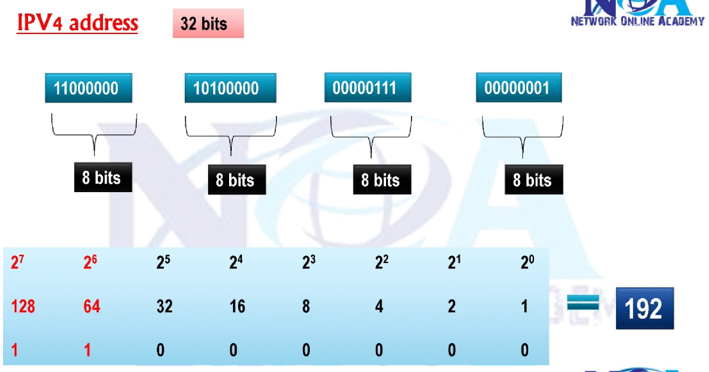 IPV4 address
32 bits
NETWORK ONLINE ACADEMY
11000000 10100000 00000111 00000001
8 bits 8 bits 8 bits 8 bits
2⁷ 2⁶ 2⁵ 2⁴ 2³ 2² 2¹ 2⁰
128 64 32 16 8 4 2 1 = 192
1 1 0 0 0 0 0 0